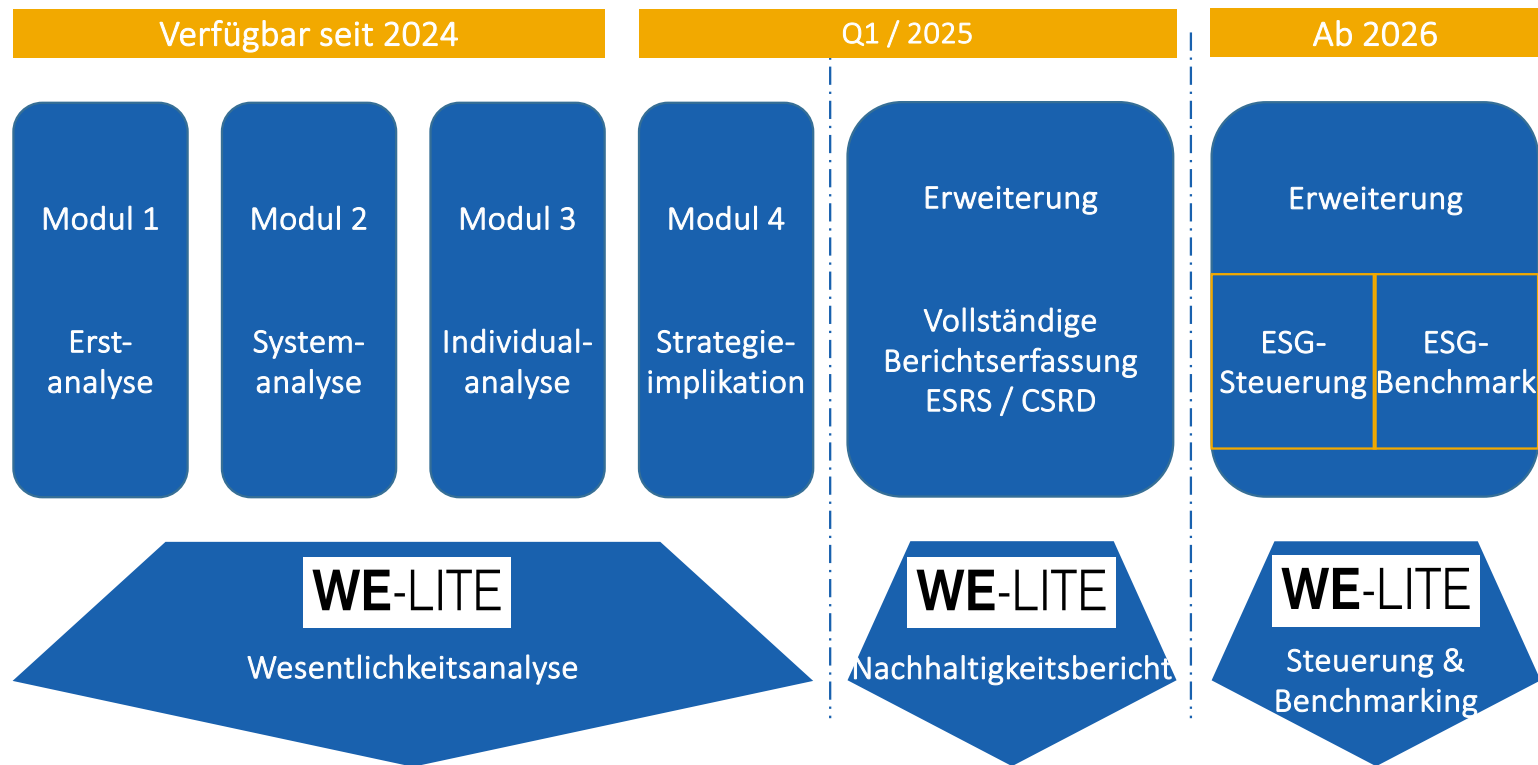 Verfügbar seit 2024
Q1 / 2025
Ab 2026
Modul 1
Erst-
analyse
Modul 2
System-
analyse
Modul 3
Individual-
analyse
Modul 4
Strategie-
implikation
Erweiterung
Vollständige
Berichtserfassung
ESRS / CSRD
Erweiterung
ESG-
Steuerung
ESG-
Benchmark
WE-LITE
Wesentlichkeitsanalyse
WE-LITE
Nachhaltigkeitsbericht
WE-LITE
Steuerung &
Benchmarking